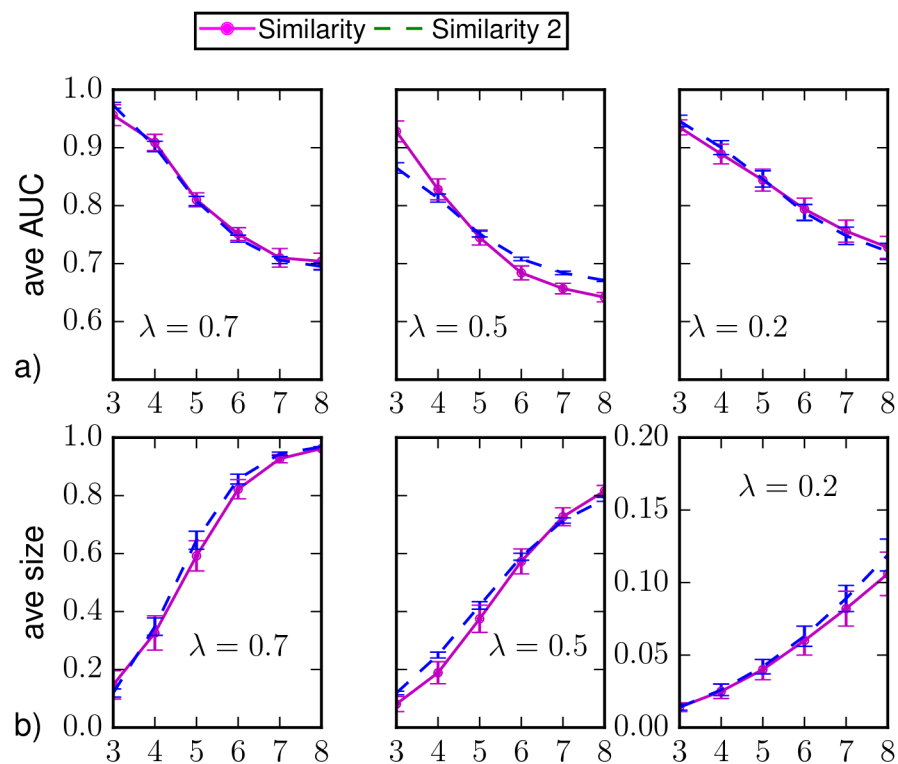 Similarity Similarity 2
ave AUC
a)
1.0
0.9
0.8
0.7
0.6
λ = 0.7
λ = 0.5
λ = 0.2
3 4 5 6 7 8
3 4 5 6 7 8
3 4 5 6 7 8
ave size
b)
1.0
0.8
0.6
0.4
0.2
0.0
λ = 0.7
λ = 0.5
0.20
0.15
0.10
0.05
0.00
λ = 0.2
3 4 5 6 7 8
3 4 5 6 7 8
3 4 5 6 7 8